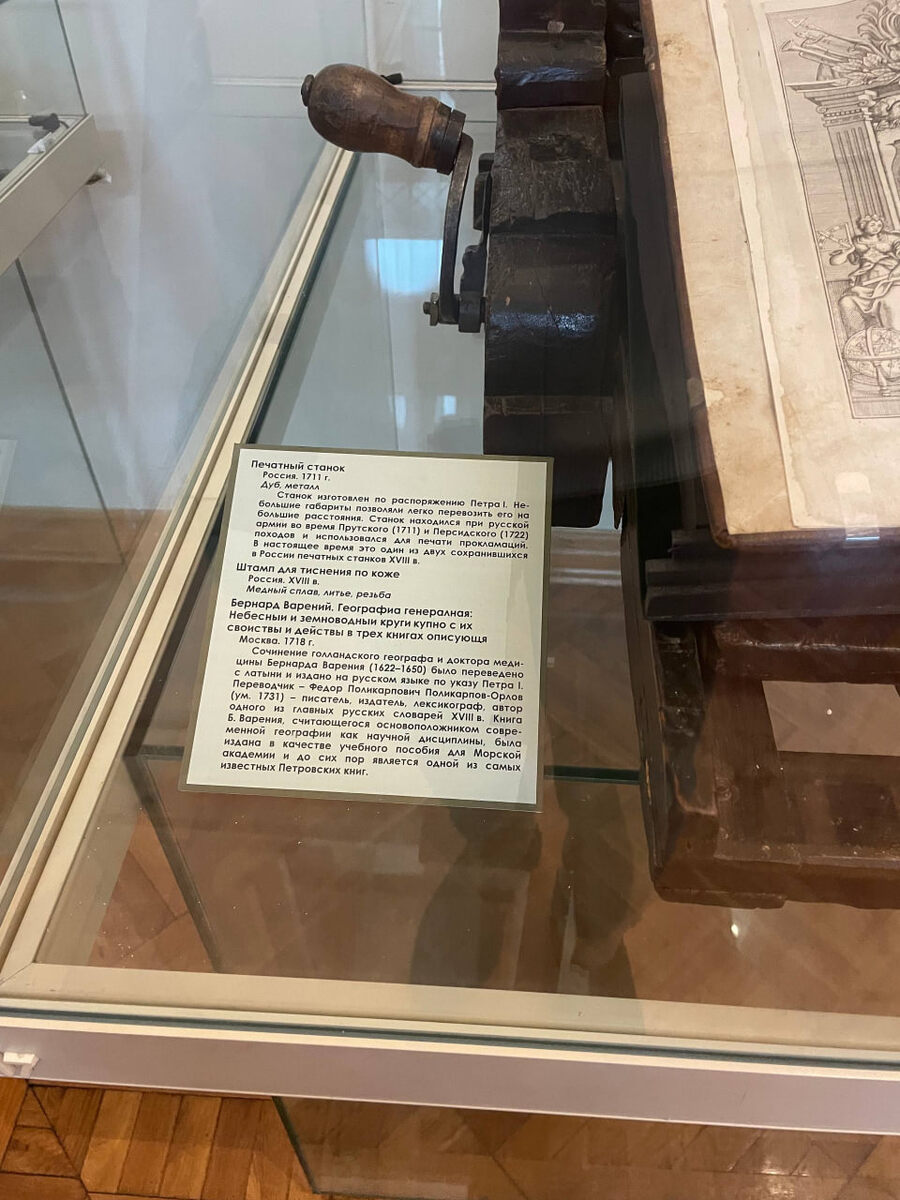 Печатный станок
Россия. 1711 г.
Дуб, металл
Станок изготовлен по распоряжению Петра I. Не-
большие габариты позволяли легко перевозить его на
большие расстояния. Станок находился при русской
армии во время Прутского (1711) и Персидского (1722)
походов и использовался для печати прокламаций.
В настоящее время это один из двух сохранившихся
в России печатных станков XVIII в.
Штамп для тиснения по коже
Россия. XVIII в.
Медный сплав, литье, резьба
Бернард Варений. Географиа генералная:
Небесныи и земноводныи круги купно с их
своиствы и действы в трех книгах описующя
Москва. 1718 г.
Сочинение голландского географа и доктора меди-
цины Бернарда Варения (1622–1650) было переведено
с латыни и издано на русском языке по указу Петра I.
Переводчик – Федор Поликарпович Поликарпов-Орлов
(ум. 1731) – писатель, издатель, лексикограф, автор
одного из главных русских словарей XVIII в. Книга
Б. Варения, считающегося основоположником совре-
менной географии как научной дисциплины, была
издана в качестве учебного пособия для Морской
академии и до сих пор является одной из самых
известных Петровских книг.